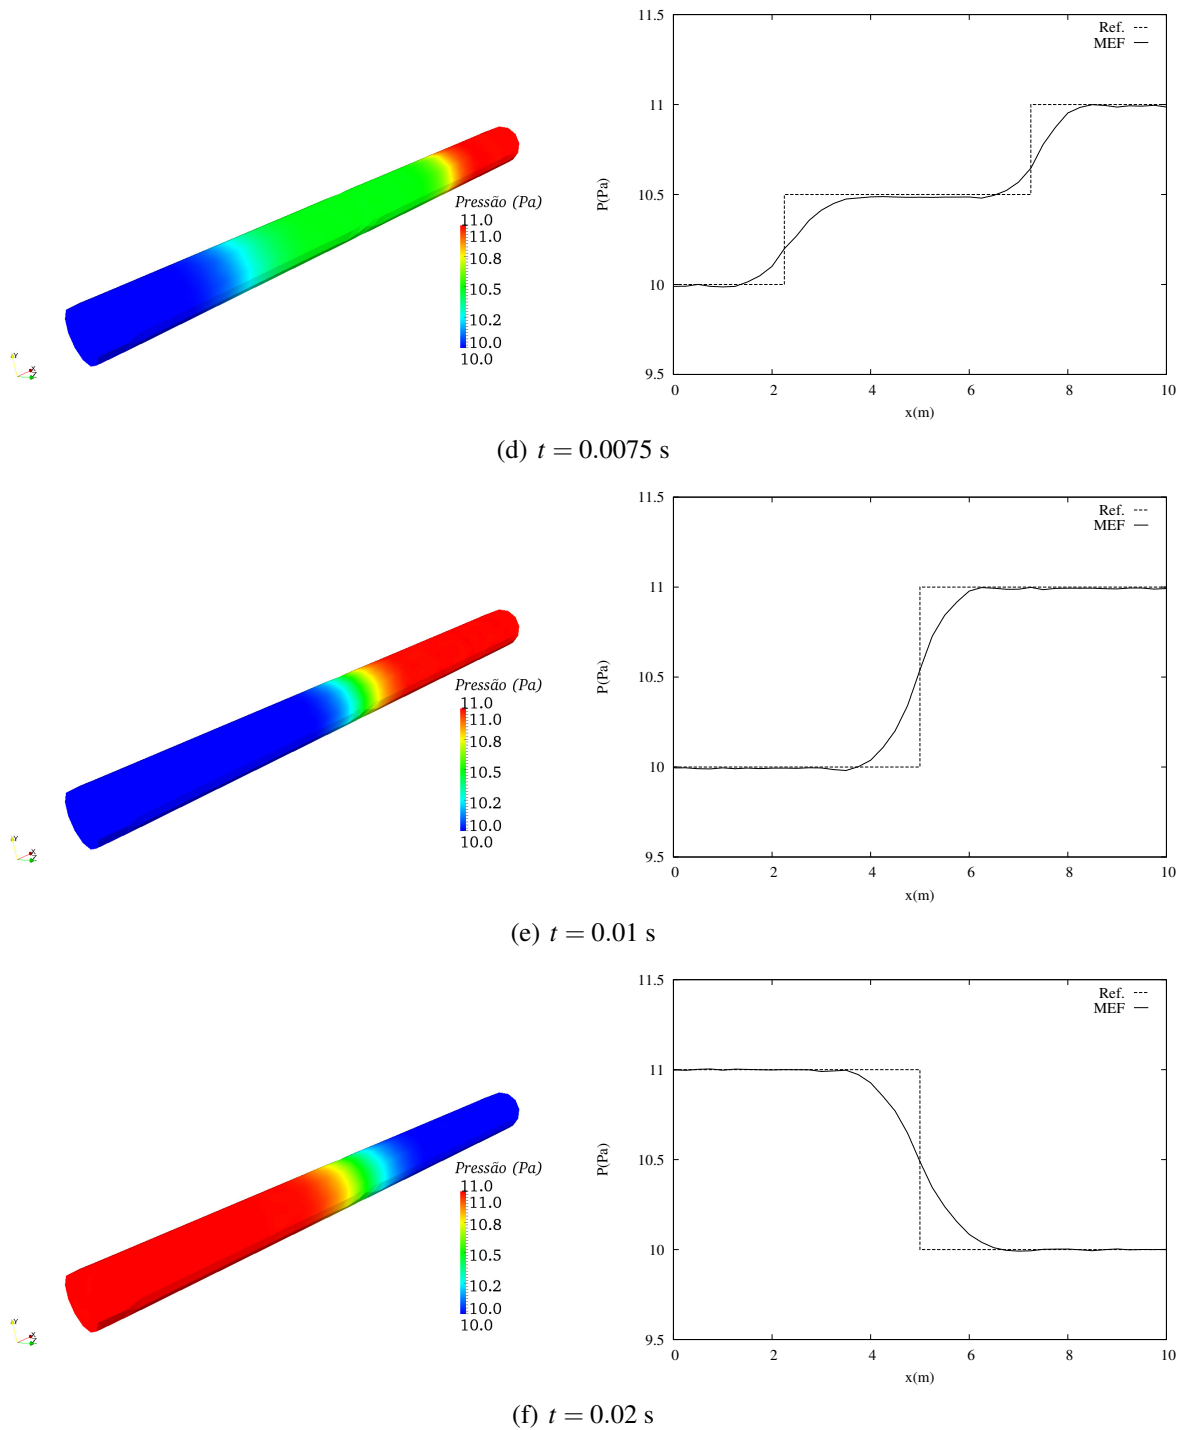 11.5
Ref.
MEF
11
10.5
10
9.5
P(Pa)
0 2 4 6 8 10
x(m)
Pressão (Pa)
11.0
11.0
10.8
10.5
10.2
10.0
10.0
Y
X
Z
(d) t = 0.0075 s
11.5
Ref.
MEF
11
10.5
10
9.5
P(Pa)
0 2 4 6 8 10
x(m)
Pressão (Pa)
11.0
11.0
10.8
10.5
10.2
10.0
10.0
Y
X
Z
(e) t = 0.01 s
11.5
Ref.
MEF
11
10.5
10
9.5
P(Pa)
0 2 4 6 8 10
x(m)
Pressão (Pa)
11.0
11.0
10.8
10.5
10.2
10.0
10.0
Y
X
Z
(f) t = 0.02 s